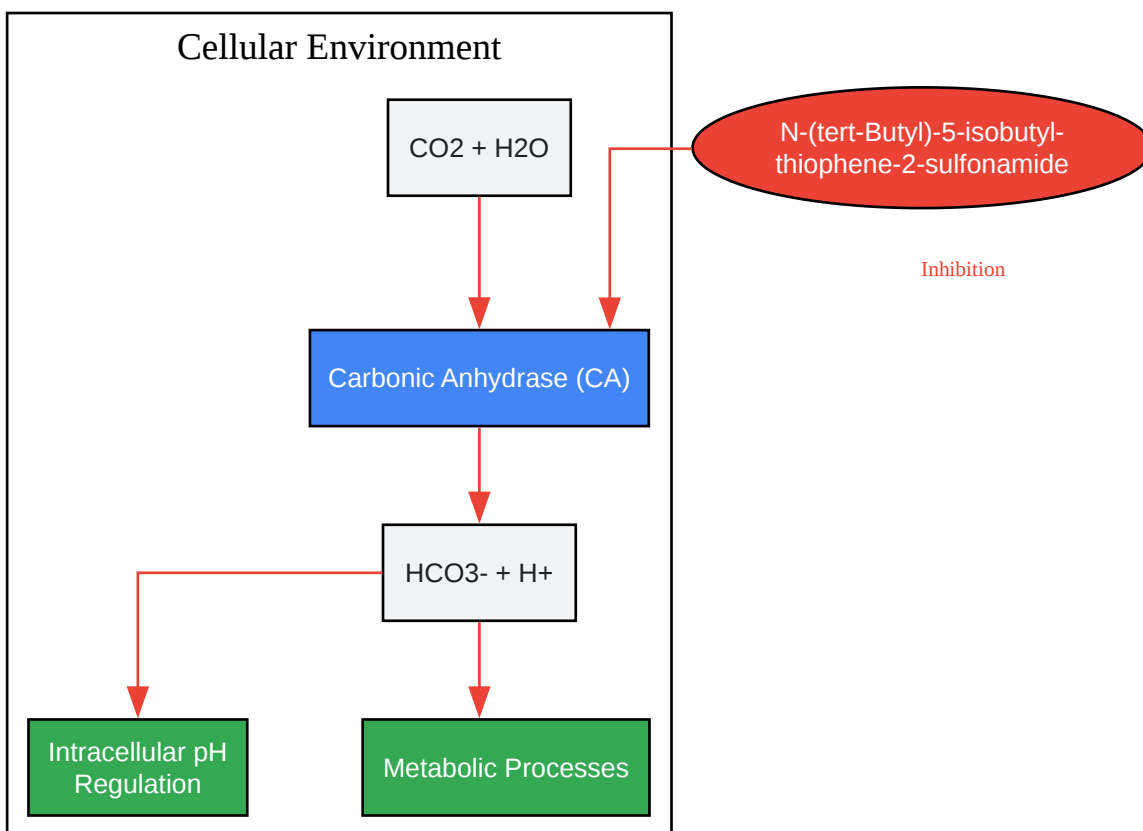 Cellular Environment
CO2 + H2O
N-(tert-Butyl)-5-isobutyl-
thiophene-2-sulfonamide
Inhibition
Carbonic Anhydrase (CA)
HCO3- + H+
Intracellular pH
Regulation
Metabolic Processes